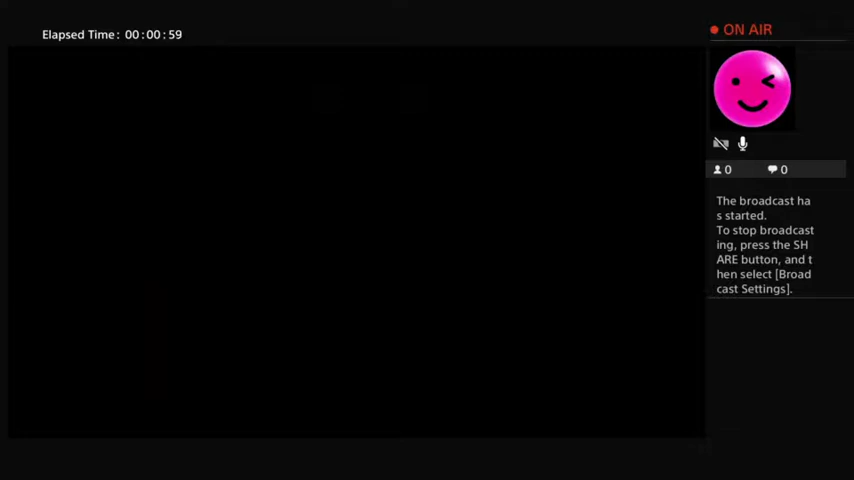 Elapsed Time: 00:00:59
ON AIR
0 0
The broadcast ha
s started.
To stop broadcast
ing, press the SH
ARE button, and t
hen select [Broad
cast Settings].